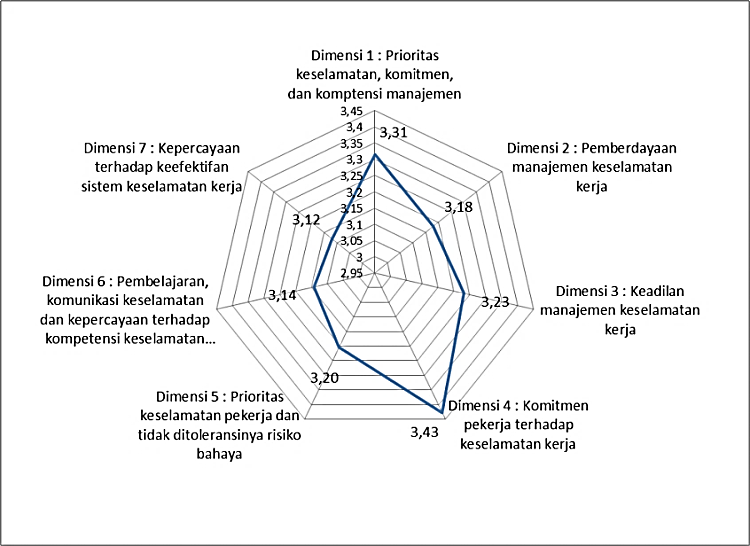 Dimensi 1 : Prioritas
keselamatan, komitmen,
dan komptensi manajemen
3,45
3,4
3,35
3,3
3,25
3,2
3,15
3,1
3,05
3
2,95
3,31
Dimensi 2 : Pemberdayaan
manajemen keselamatan
kerja
3,18
Dimensi 3 : Keadilan
manajemen keselamatan
kerja
3,23
Dimensi 4 : Komitmen
pekerja terhadap
keselamatan kerja
3,43
Dimensi 5 : Prioritas
keselamatan pekerja dan
tidak ditoleransinya risiko
bahaya
3,20
Dimensi 6 : Pembelajaran,
komunikasi keselamatan
dan kepercayaan terhadap
kompetensi keselamatan...
3,14
Dimensi 7 : Kepercayaan
terhadap keefektifan
sistem keselamatan kerja
3,12